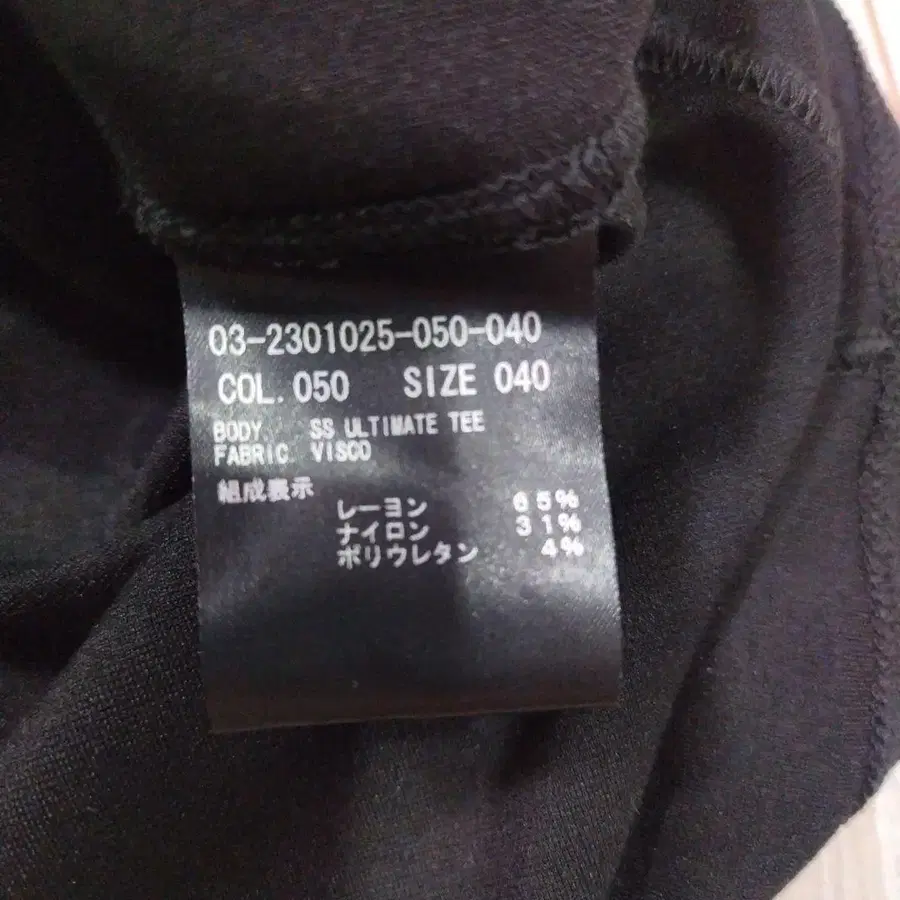 03-2301025-050-040
COL.050 SIZE 040
BODY SS ULTIMATE TEE
FABRIC VISCO
組成表示
レーヨン 65%
ナイロン 31%
ポリウレタン 4%